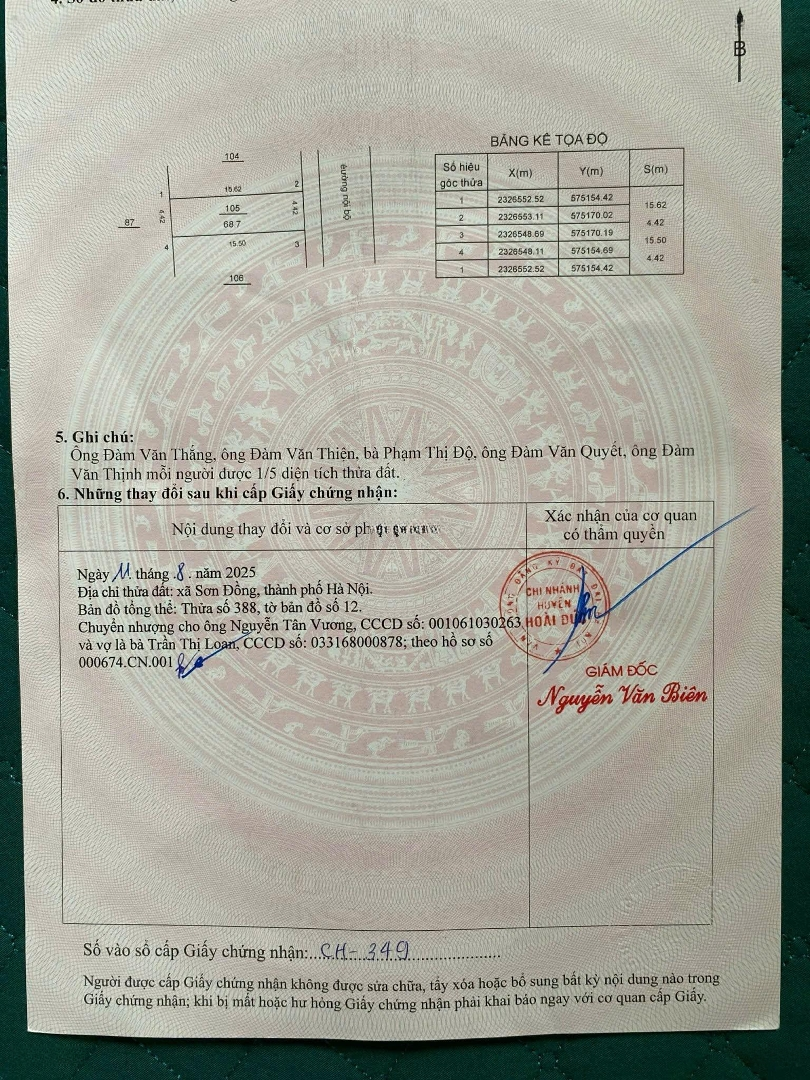 B
104
1
15.62
2
4.42
105
4.42
87
68.7
4
15.50
3
106
đường nội bộ
BẢNG KÊ TỌA ĐỘ
Số hiệu góc thửa X(m) Y(m) S(m)
1 2326552.52 575154.42
15.62
2 2326553.11 575170.02
4.42
3 2326548.69 575170.19
15.50
4 2326548.11 575154.69
4.42
1 2326552.52 575154.42
5. Ghi chú:
Ông Đàm Văn Thắng, ông Đàm Văn Thiện, bà Phạm Thị Độ, ông Đàm Văn Quyết, ông Đàm
Văn Thịnh mỗi người được 1/5 diện tích thửa đất.
6. Những thay đổi sau khi cấp Giấy chứng nhận:
Nội dung thay đổi và cơ sở
Xác nhận của cơ quan
có thẩm quyền
Ngày 11 tháng 8 . năm 2025
Địa chỉ thửa đất: xã Sơn Đồng, thành phố Hà Nội.
Bản đồ tổng thể: Thửa số 388, tờ bản đồ số 12.
Chuyển nhượng cho ông Nguyễn Tân Vương, CCCD số: 001061030263
và vợ là bà Trần Thị Loan, CCCD số: 033168000878; theo hồ sơ số
000674.CN.001
CHI NHÁNH
HUYỆN
HOÀI
GIÁM ĐỐC
Nguyễn Văn Biên
Số vào sổ cấp Giấy chứng nhận: CH-349
Người được cấp Giấy chứng nhận không được sửa chữa, tẩy xóa hoặc bổ sung bất kỳ nội dung nào trong
Giấy chứng nhận; khi bị mất hoặc hư hỏng Giấy chứng nhận phải khai báo ngay với cơ quan cấp Giấy.